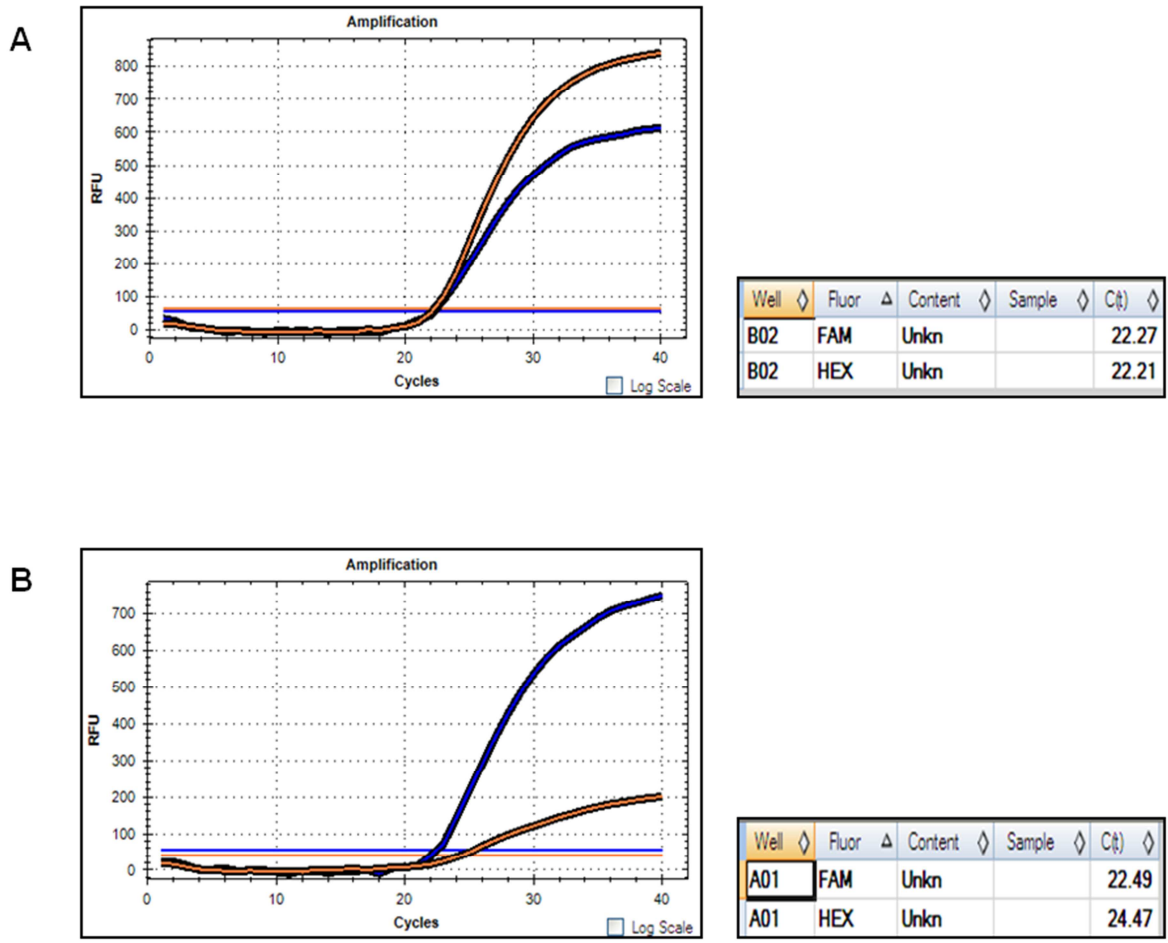 A
Amplification
800
700
600
500
400
300
200
100
0
RFU
0 10 20 30 40
Cycles
Log Scale
Well Fluor Content Sample C(t)
B02 FAM Unkn 22.27
B02 HEX Unkn 22.21
B
Amplification
700
600
500
400
300
200
100
0
RFU
0 10 20 30 40
Cycles
Log Scale
Well Fluor Content Sample C(t)
A01 FAM Unkn 22.49
A01 HEX Unkn 24.47